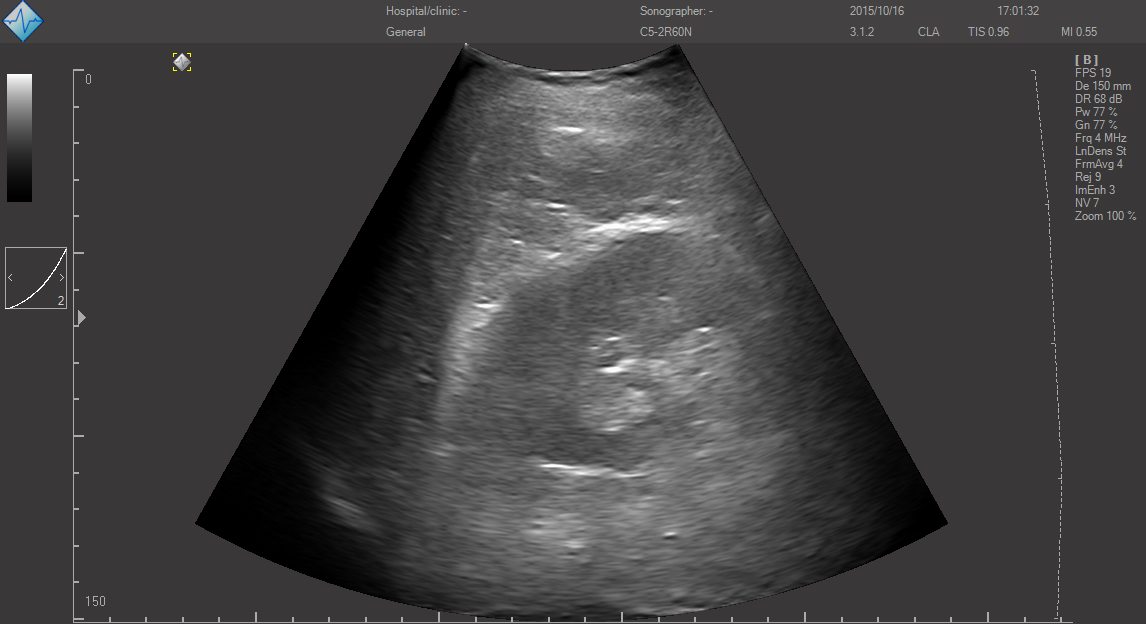 Hospital/clinic: - Sonographer: - 2015/10/16 17:01:32
General C5-2R60N 3.1.2 CLA TIS 0.96 MI 0.55
[ B ]
FPS 19
De 150 mm
DR 68 dB
Pw 77 %
Gn 77 %
Frq 4 MHz
LnDens St
FrmAvg 4
Rej 9
ImEnh 3
NV 7
Zoom 100 %
0
2
150